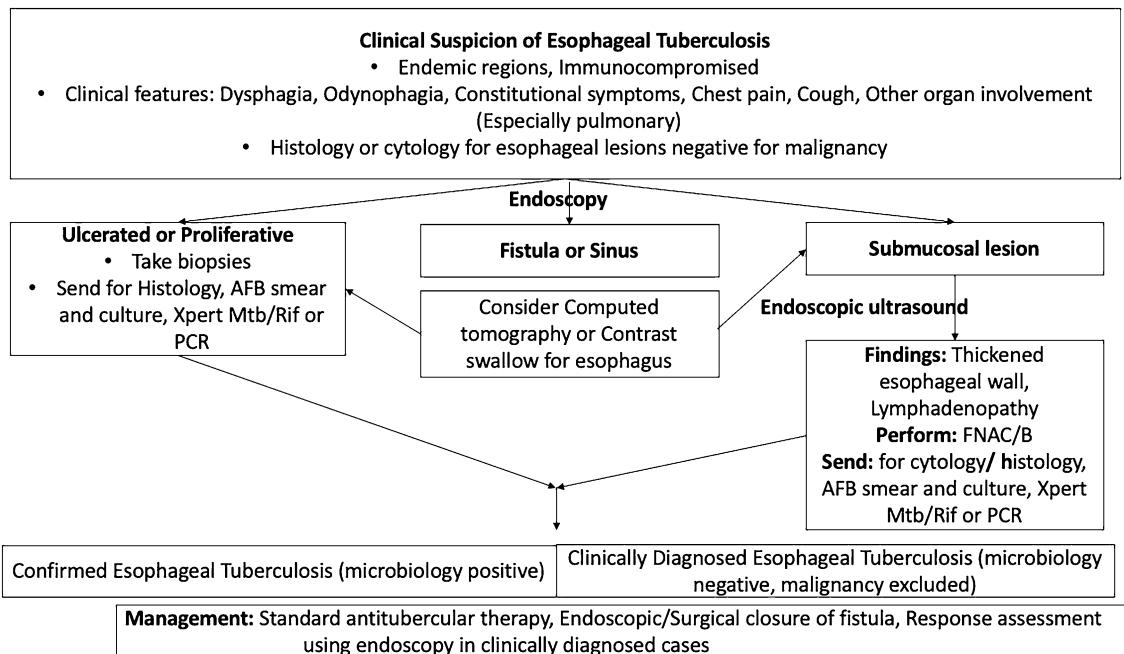 Clinical Suspicion of Esophageal Tuberculosis
• Endemic regions, Immunocompromised
• Clinical features: Dysphagia, Odynophagia, Constitutional symptoms, Chest pain, Cough, Other organ involvement
(Especially pulmonary)
• Histology or cytology for esophageal lesions negative for malignancy
Endoscopy
Ulcerated or Proliferative
• Take biopsies
• Send for Histology, AFB smear
and culture, Xpert Mtb/Rif or
PCR
Fistula or Sinus
Consider Computed
tomography or Contrast
swallow for esophagus
Submucosal lesion
Endoscopic ultrasound
Findings: Thickened
esophageal wall,
Lymphadenopathy
Perform: FNAC/B
Send: for cytology/ histology,
AFB smear and culture, Xpert
Mtb/Rif or PCR
Confirmed Esophageal Tuberculosis (microbiology positive)
Clinically Diagnosed Esophageal Tuberculosis (microbiology
negative, malignancy excluded)
Management: Standard antitubercular therapy, Endoscopic/Surgical closure of fistula, Response assessment
using endoscopy in clinically diagnosed cases